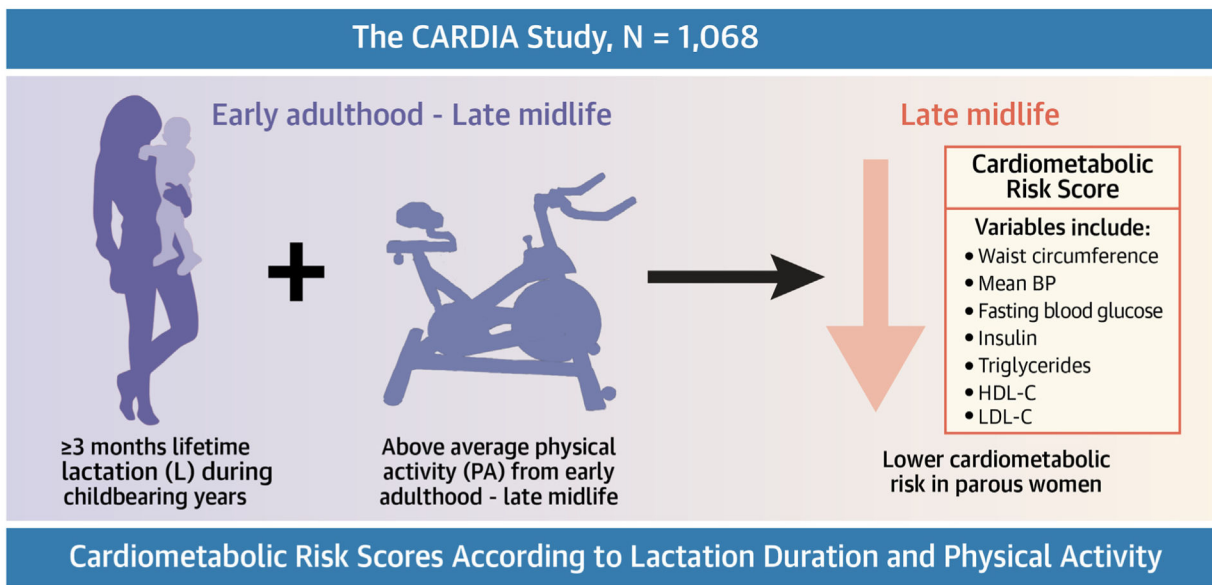 The CARDIA Study, N = 1,068
Early adulthood - Late midlife
≥3 months lifetime
lactation (L) during
childbearing years
Above average physical
activity (PA) from early
adulthood - late midlife
Late midlife
Cardiometabolic
Risk Score
Variables include:
• Waist circumference
• Mean BP
• Fasting blood glucose
• Insulin
• Triglycerides
• HDL-C
• LDL-C
Lower cardiometabolic
risk in parous women
Cardiometabolic Risk Scores According to Lactation Duration and Physical Activity